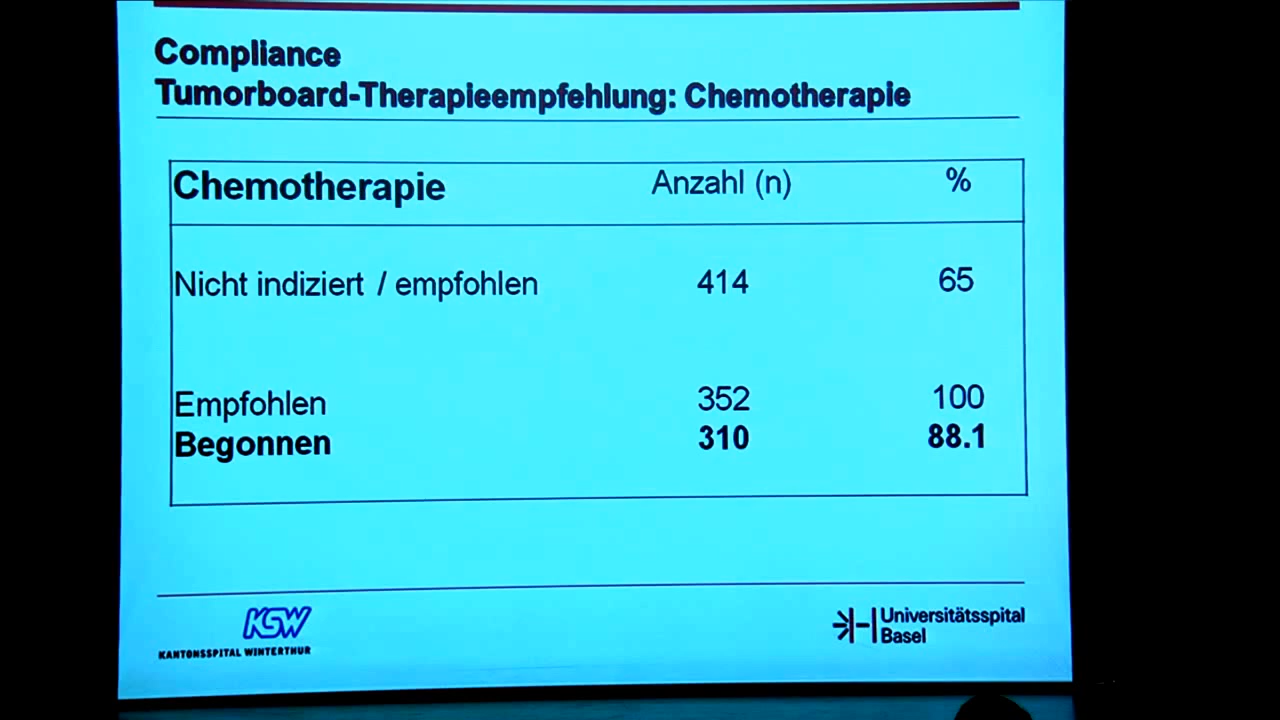 Compliance
Tumorboard-Therapieempfehlung: Chemotherapie
Chemotherapie Anzahl (n) %
Nicht indiziert / empfohlen 414 65
Empfohlen 352 100
Begonnen 310 88.1
KSW
KANTONSSPITAL WINTERTHUR
Universitätsspital
Basel